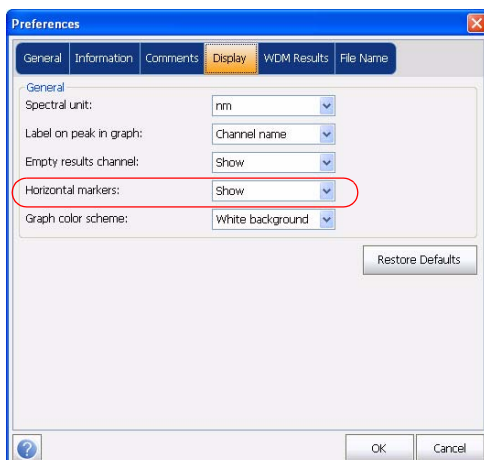 Preferences
General Information Comments Display WDM Results File Name
General
Spectral unit: nm
Label on peak in graph: Channel name
Empty results channel: Show
Horizontal markers: Show
Graph color scheme: White background
Restore Defaults
? OK Cancel